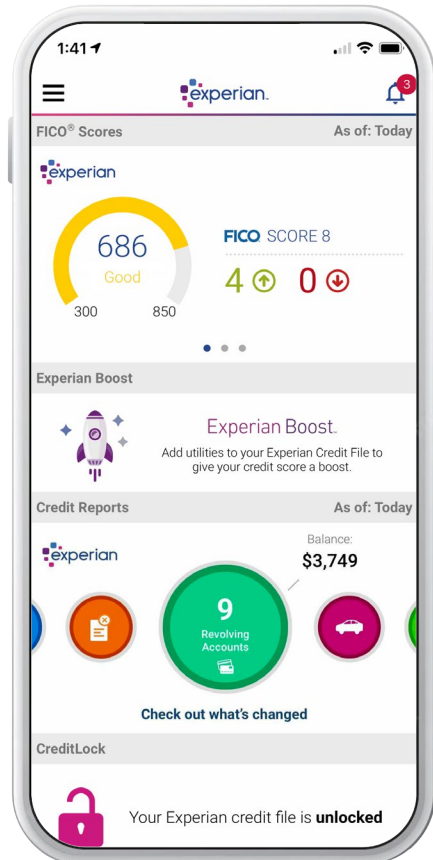 1:41
experian.
3
FICO® Scores
As of: Today
experian
686
Good
300
850
FICO SCORE 8
4
0
Experian Boost
Experian Boost.
Add utilities to your Experian Credit File to
give your credit score a boost.
Credit Reports
As of: Today
experian
Balance:
$3,749
9
Revolving
Accounts
Check out what's changed
CreditLock
Your Experian credit file is unlocked